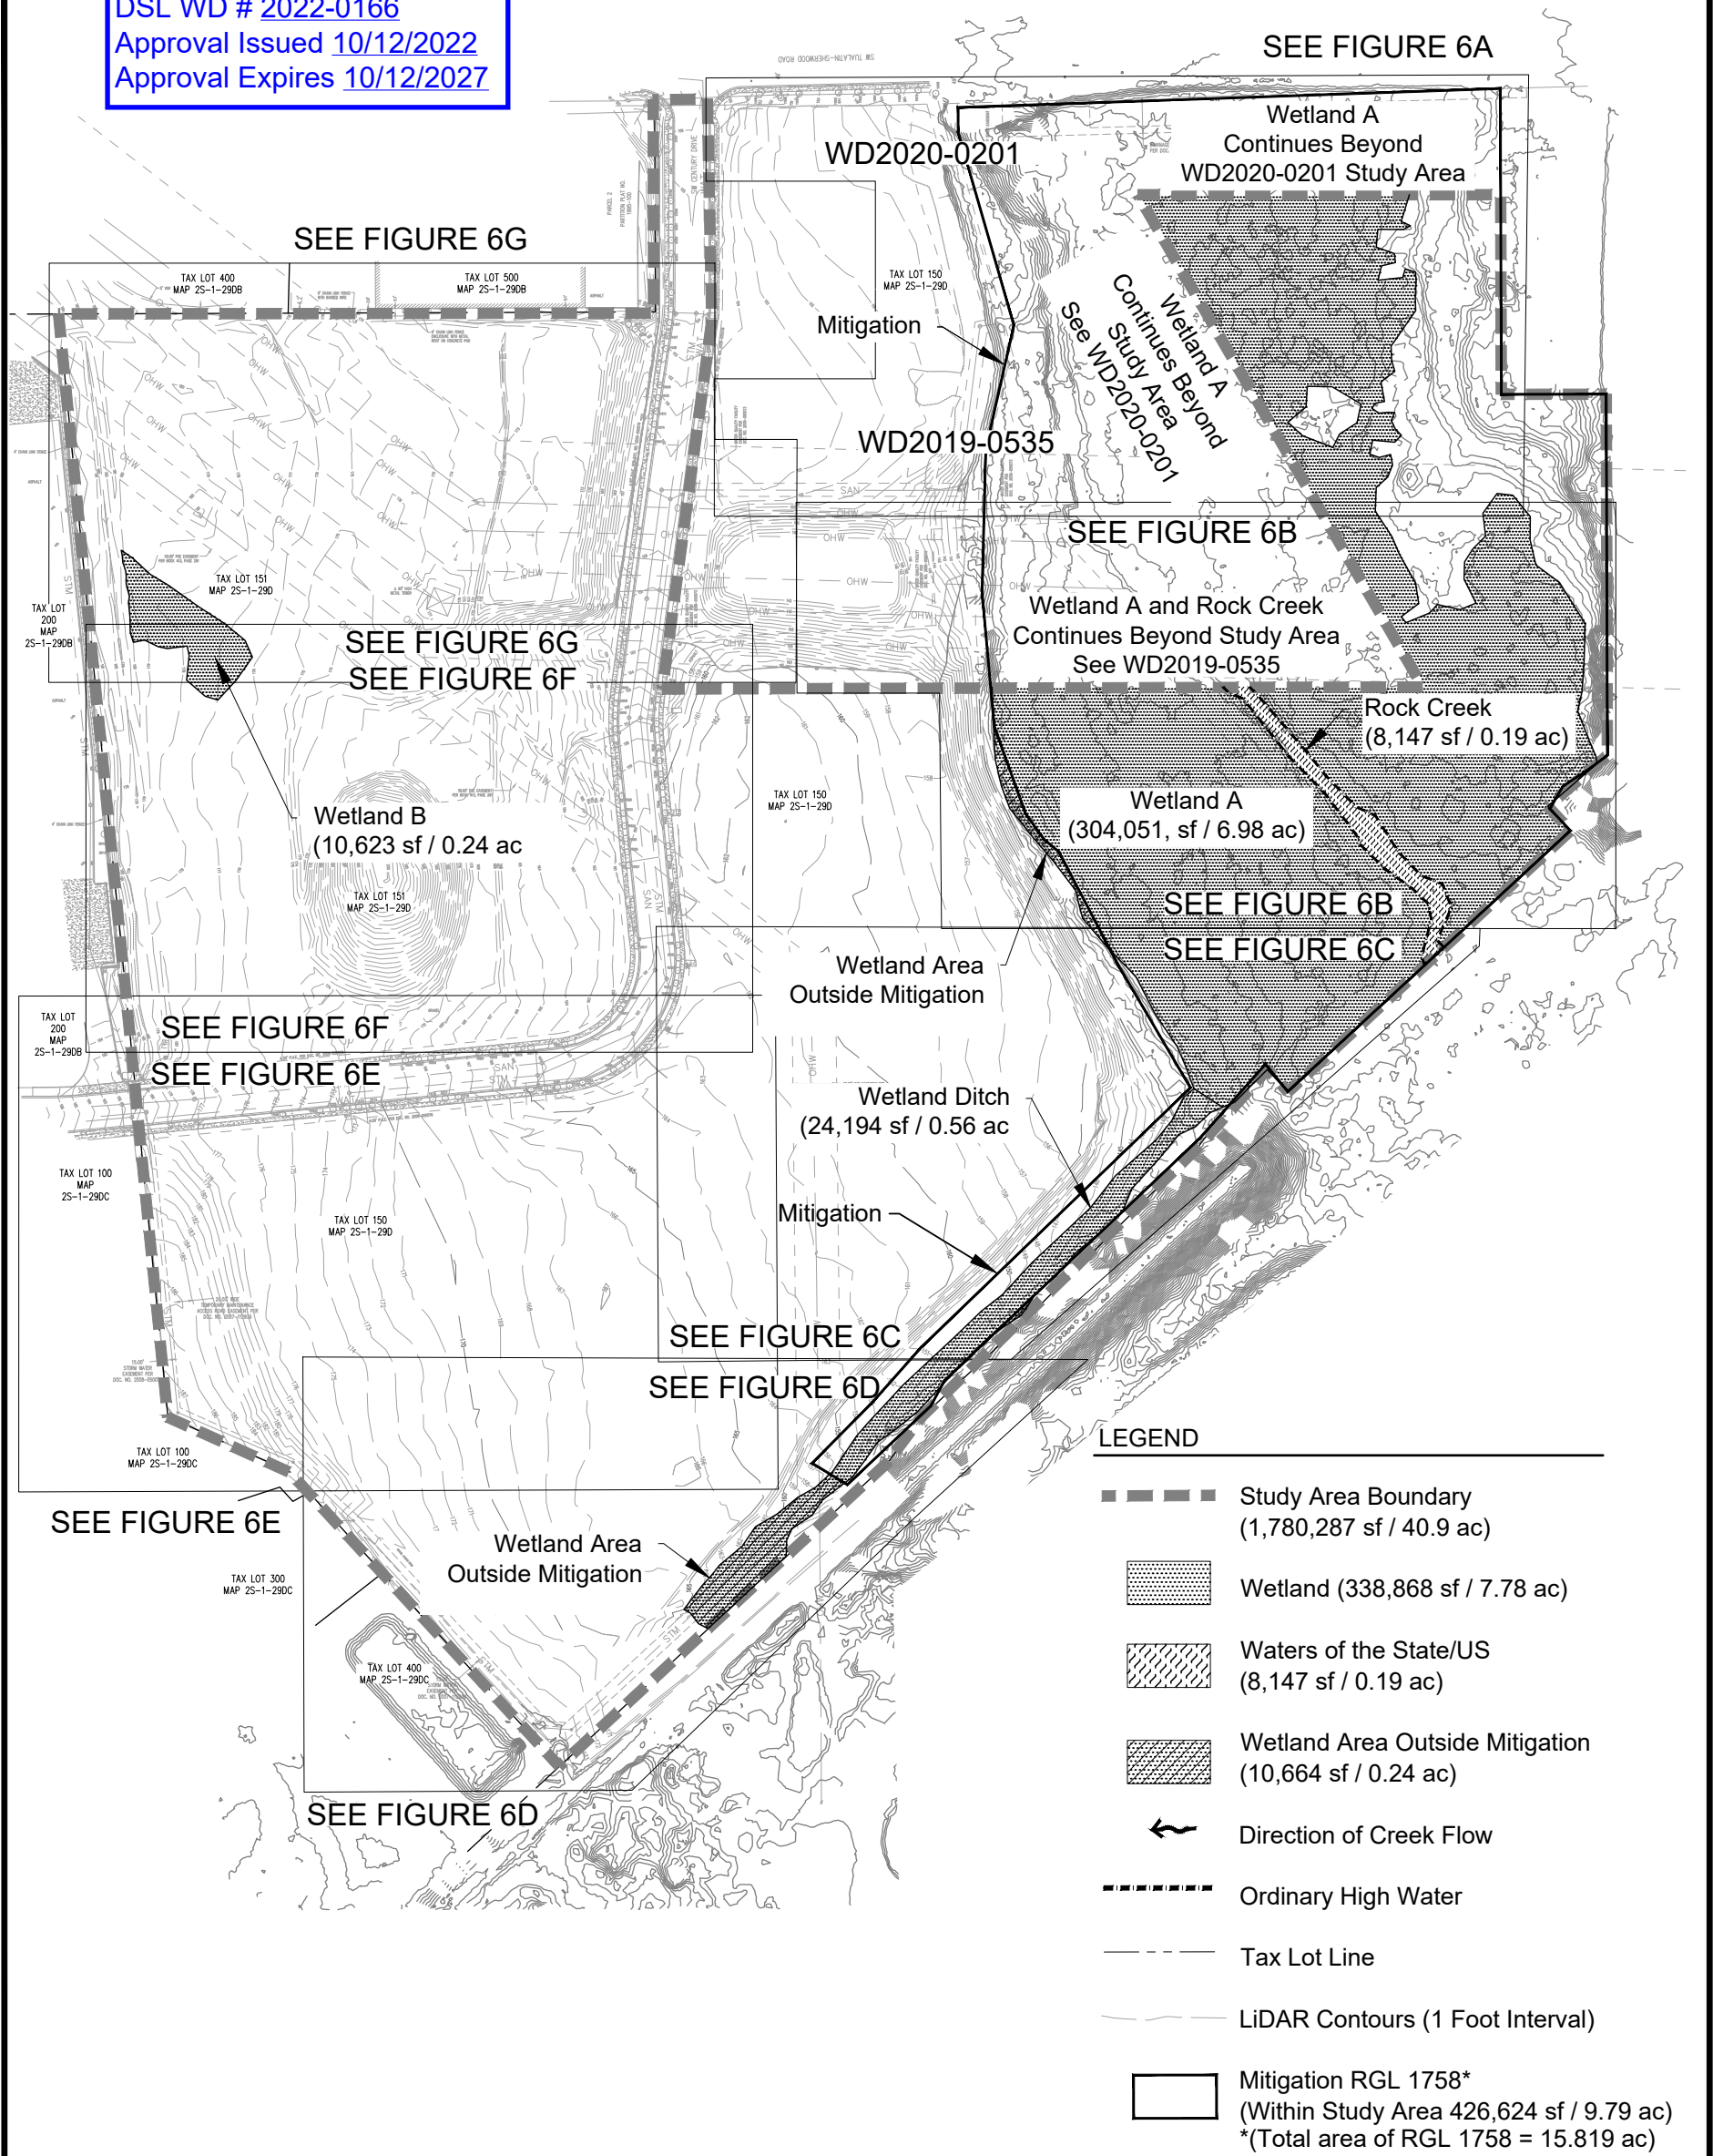 DSL WD # 2022-0166
Approval Issued 10/12/2022
Approval Expires 10/12/2027
SEE FIGURE 6A
SW TUALATIN-SHERWOOD ROAD
Wetland A
Continues Beyond
WD2020-0201 Study Area
WD2020-0201
SW CENTURY DRIVE
PARCEL 2
PARTITION PLAT NO.
SEE FIGURE 6G
TAX LOT 400
MAP 2S-1-29DB
TAX LOT 500
MAP 2S-1-29DB
TAX LOT 150
MAP 2S-1-29D
Mitigation
Wetland A
Continues Beyond
Study Area
See WD2020-0201
WD2019-0535
SEE FIGURE 6B
TAX LOT 151
MAP 2S-1-29D
TAX LOT
200
MAP
2S-1-29DB
SEE FIGURE 6G
SEE FIGURE 6F
Wetland A and Rock Creek
Continues Beyond Study Area
See WD2019-0535
Rock Creek
(8,147 sf / 0.19 ac)
Wetland B
(10,623 sf / 0.24 ac
TAX LOT 150
MAP 2S-1-29D
Wetland A
(304,051, sf / 6.98 ac)
TAX LOT 151
MAP 2S-1-29D
SEE FIGURE 6B
SEE FIGURE 6C
Wetland Area
Outside Mitigation
TAX LOT
200
MAP
2S-1-29DB
SEE FIGURE 6F
SEE FIGURE 6E
SAN
STM
OHW
Wetland Ditch
(24,194 sf / 0.56 ac
TAX LOT 100
MAP
2S-1-29DC
TAX LOT 150
MAP 2S-1-29D
Mitigation
SEE FIGURE 6C
SEE FIGURE 6D
TAX LOT 100
MAP 2S-1-29DC
SEE FIGURE 6E
Wetland Area
Outside Mitigation
TAX LOT 300
MAP 2S-1-29DC
TAX LOT 400
MAP 2S-1-29DC
SEE FIGURE 6D
LEGEND
Study Area Boundary
(1,780,287 sf / 40.9 ac)
Wetland (338,868 sf / 7.78 ac)
Waters of the State/US
(8,147 sf / 0.19 ac)
Wetland Area Outside Mitigation
(10,664 sf / 0.24 ac)
Direction of Creek Flow
Ordinary High Water
Tax Lot Line
LiDAR Contours (1 Foot Interval)
Mitigation RGL 1758*
(Within Study Area 426,624 sf / 9.79 ac)
*(Total area of RGL 1758 = 15.819 ac)